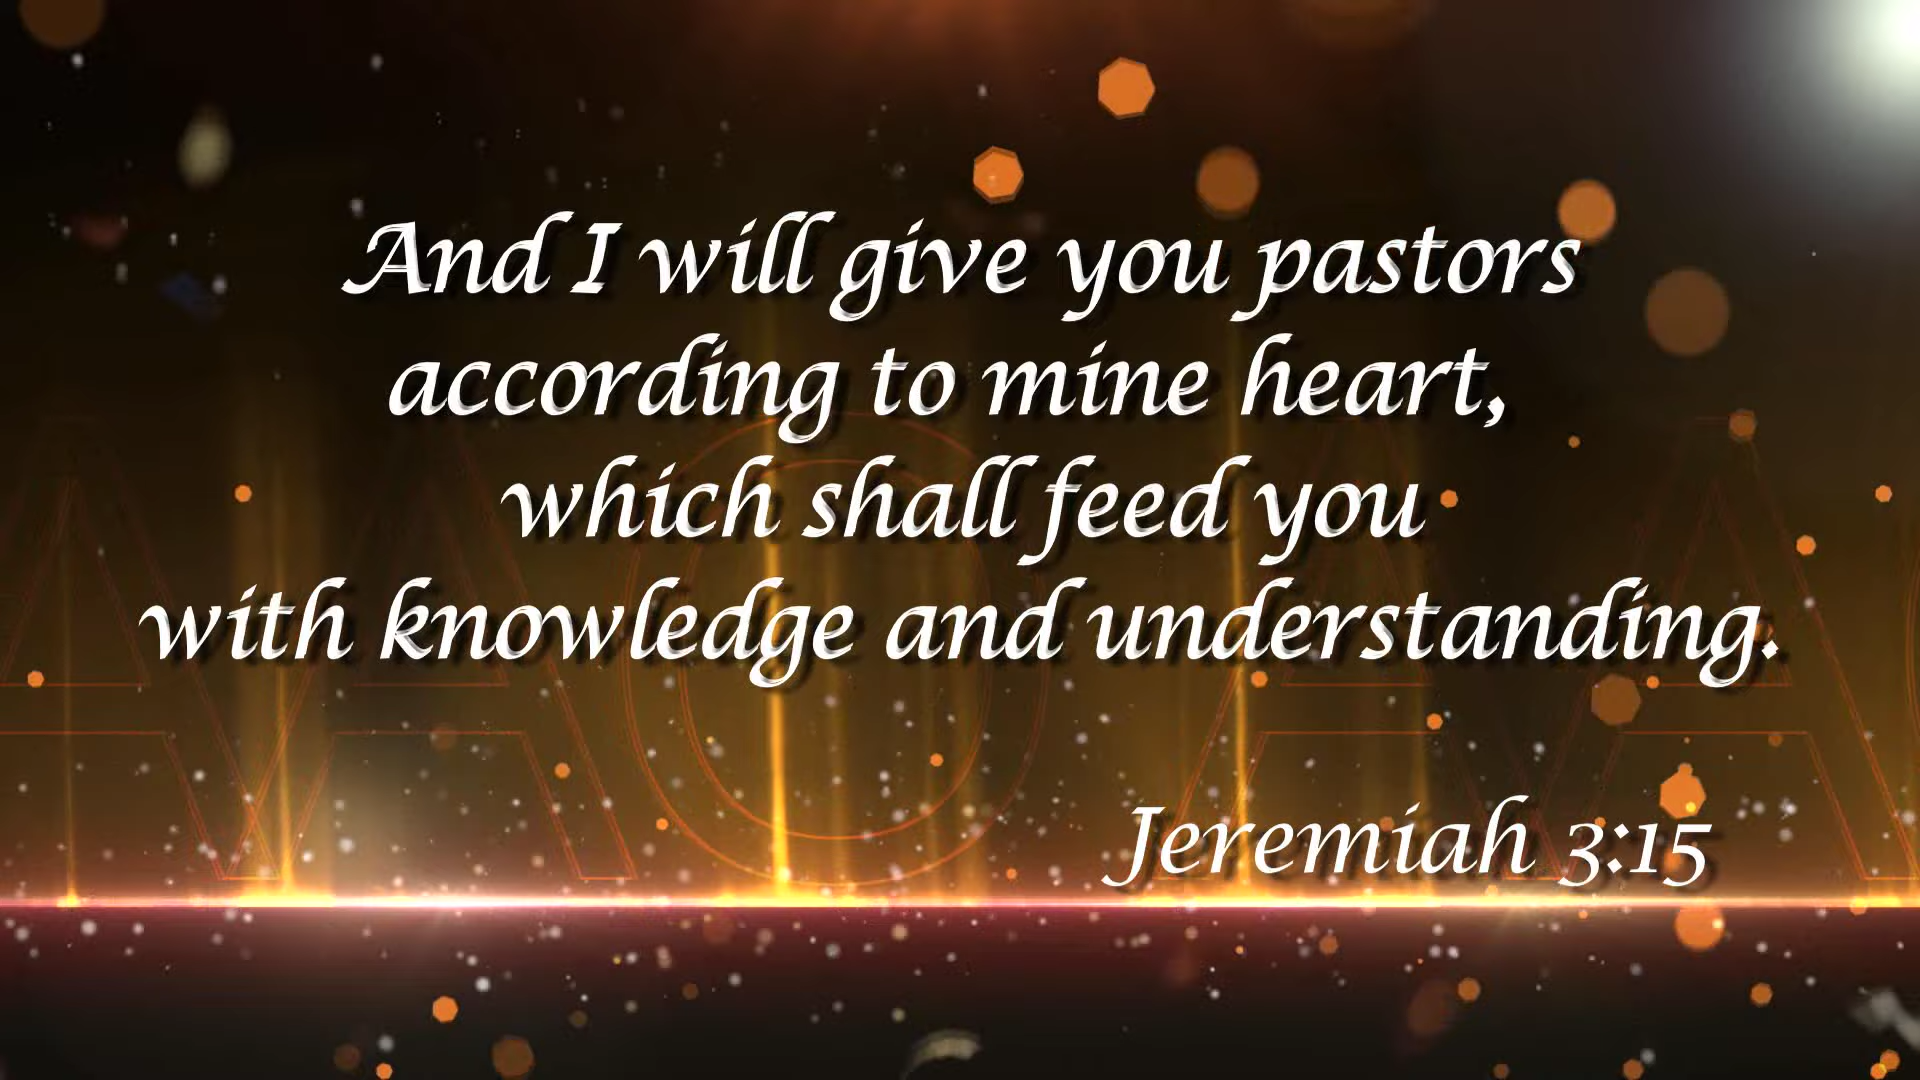 And I will give you pastors
according to mine heart,
which shall feed you
with knowledge and understanding.
Jeremiah 3:15